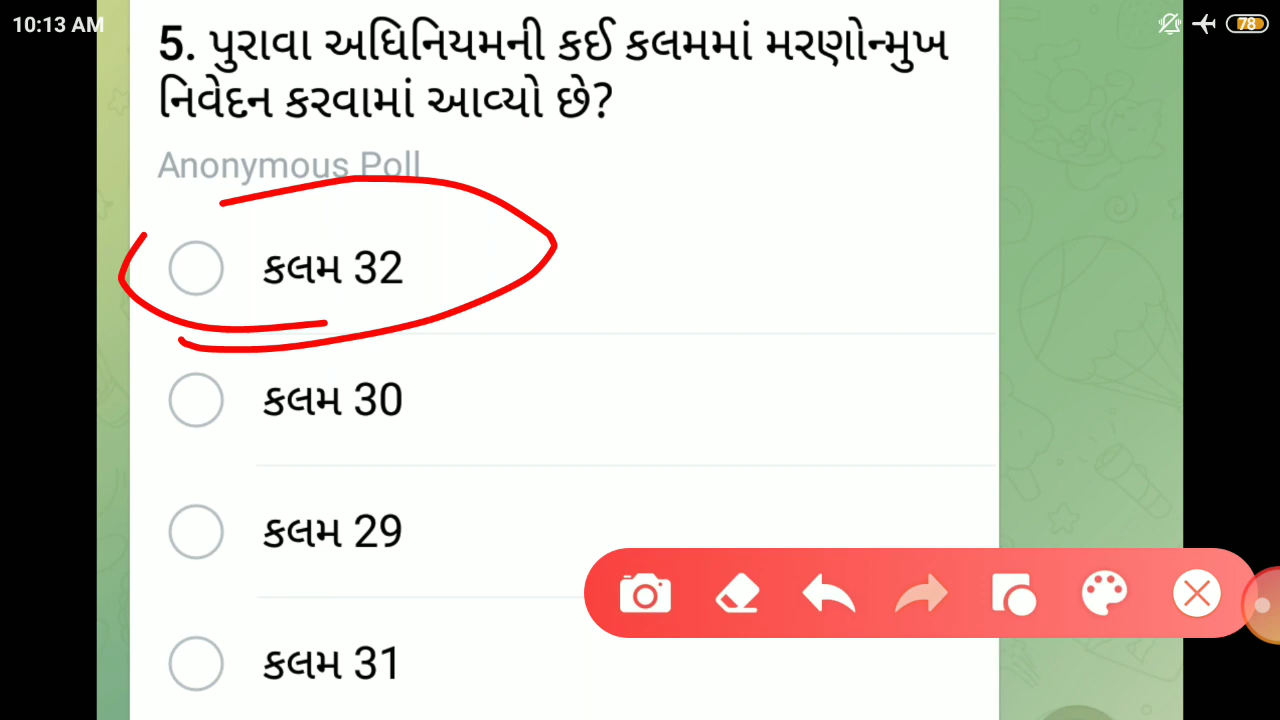 10:13 AM
78
5. પુરાવા અધિનિયમની કઈ કલમમાં મરણોન્મુખ
નિવેદન કરવામાં આવ્યો છે?
Anonymous Poll
કલમ 32
કલમ 30
કલમ 29
કલમ 31